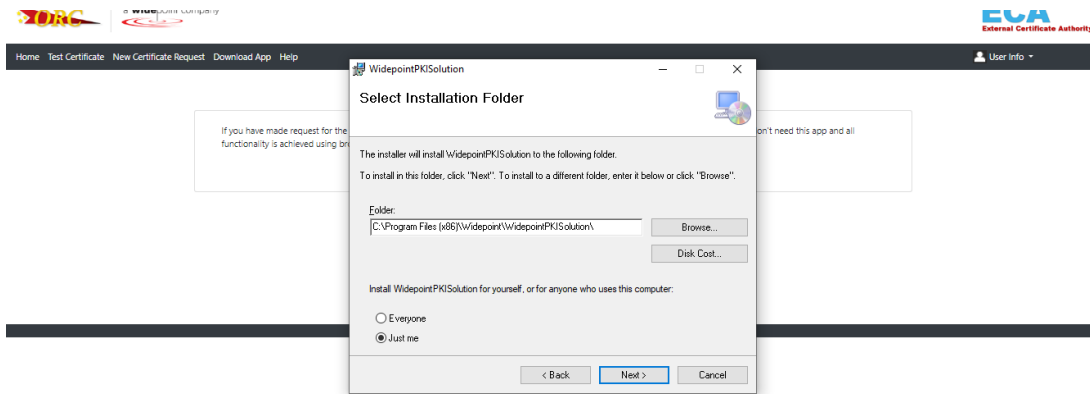 ORC
a widepoint company
ECA
External Certificate Authority
Home Test Certificate New Certificate Request Download App Help
User Info
WidepointPKISolution
Select Installation Folder
If you have made request for the
on't need this app and all
functionality is achieved using br
The installer will install WidepointPKISolution to the following folder.
To install in this folder, click "Next". To install to a different folder, enter it below or click "Browse".
Folder:
C:\Program Files (x86)\Widepoint\WidepointPKISolution\
Browse...
Disk Cost...
Install WidepointPKISolution for yourself, or for anyone who uses this computer:
Everyone
Just me
< Back
Next >
Cancel